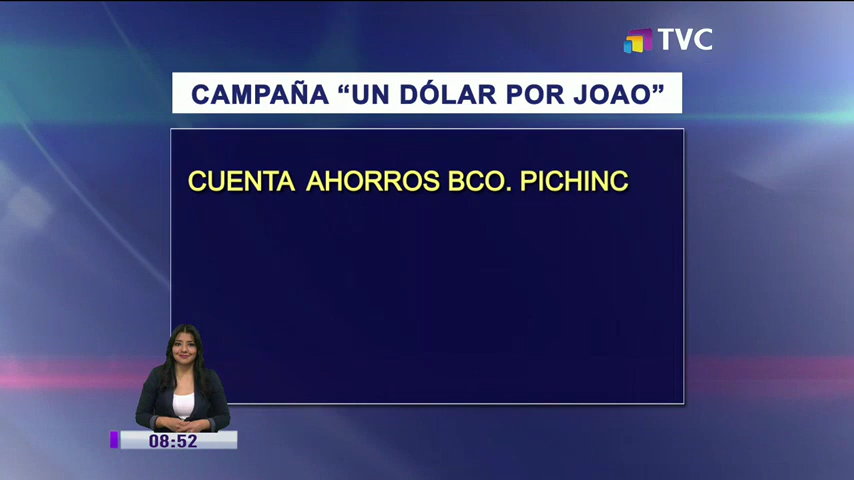 TVC
CAMPAÑA “UN DÓLAR POR JOAO”
CUENTA AHORROS BCO. PICHINC
08:52